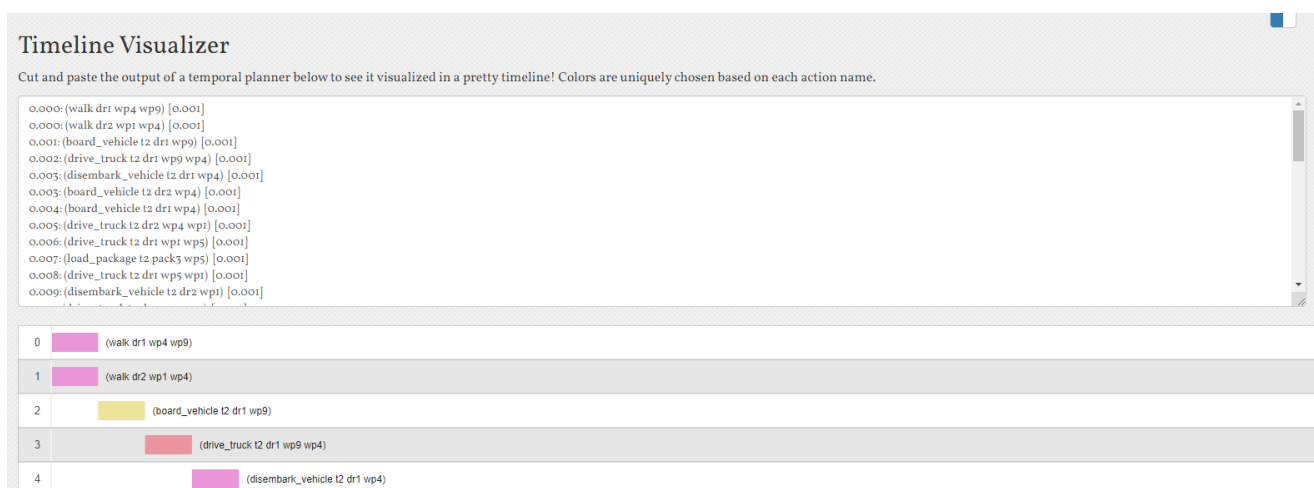 Timeline Visualizer
Cut and paste the output of a temporal planner below to see it visualized in a pretty timeline! Colors are uniquely chosen based on each action name.
0.000: (walk dr1 wp4 wp9) [0.001]
0.000: (walk dr2 wp1 wp4) [0.001]
0.001: (board_vehicle t2 dr1 wp9) [0.001]
0.002: (drive_truck t2 dr1 wp9 wp4) [0.001]
0.003: (disembark_vehicle t2 dr1 wp4) [0.001]
0.003: (board_vehicle t2 dr2 wp4) [0.001]
0.004: (board_vehicle t2 dr1 wp4) [0.001]
0.005: (drive_truck t2 dr2 wp4 wp1) [0.001]
0.006: (drive_truck t2 dr1 wp1 wp5) [0.001]
0.007: (load_package t2 pack3 wp5) [0.001]
0.008: (drive_truck t2 dr1 wp5 wp1) [0.001]
0.009: (disembark_vehicle t2 dr2 wp1) [0.001]
0 (walk dr1 wp4 wp9)
1 (walk dr2 wp1 wp4)
2 (board_vehicle t2 dr1 wp9)
3 (drive_truck t2 dr1 wp9 wp4)
4 (disembark_vehicle t2 dr1 wp4)